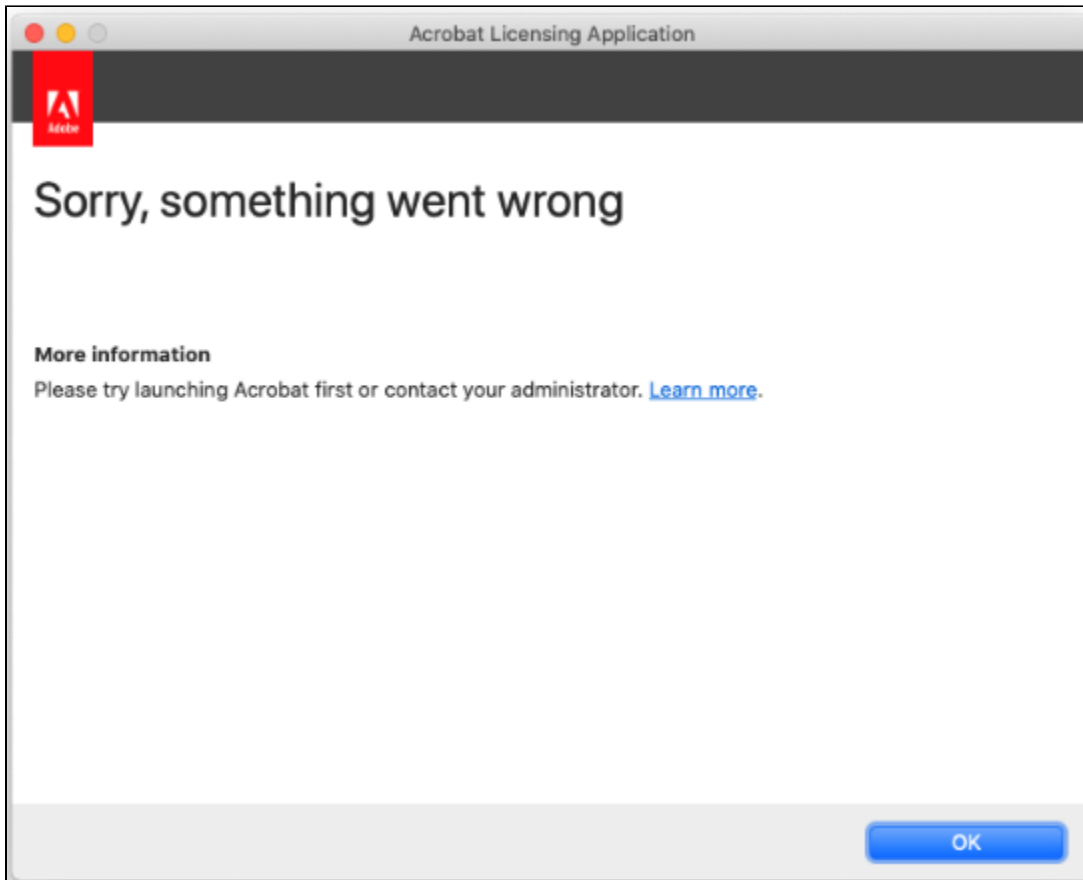 Acrobat Licensing Application
Adobe
Sorry, something went wrong
More information
Please try launching Acrobat first or contact your administrator. Learn more.
OK